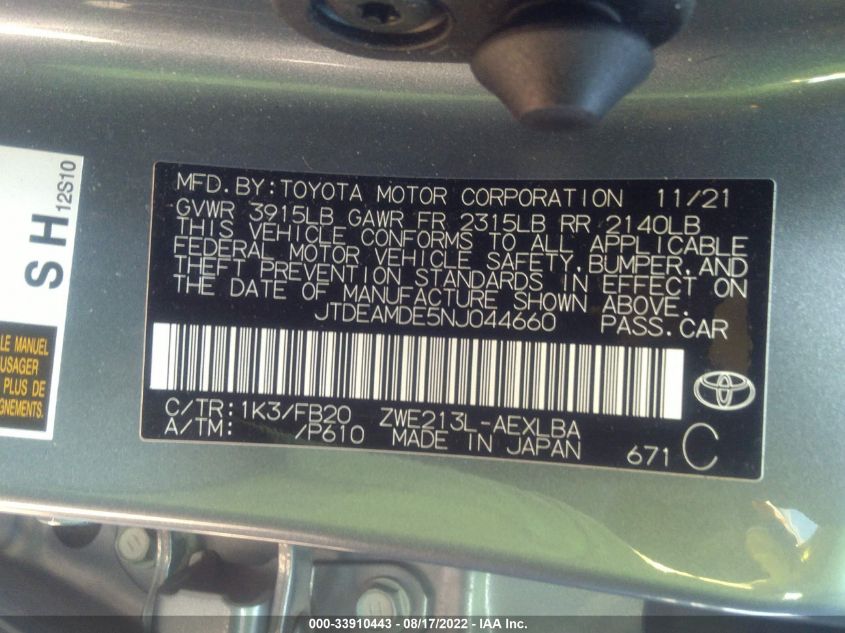 MFD.BY:TOYOTA MOTOR CORPORATION 11/21
GVWR 3915LB GAWR FR 2315LB RR 2140LB
THIS VEHICLE CONFORMS TO ALL APPLICABLE
FEDERAL MOTOR VEHICLE SAFETY,BUMPER,AND
THEFT PREVENTION STANDARDS IN EFFECT ON
THE DATE OF MANUFACTURE SHOWN ABOVE.
JTDEAMDE5NJ044660 PASS.CAR
C/TR:1K3/FB20 ZWE213L-AEXLBA
A/TM: /P610 MADE IN JAPAN 671 C
SH
12S10
LE MANUEL
USAGER
PLUS DE
GNEMENTS.
000-33910443 - 08/17/2022 - IAA Inc.